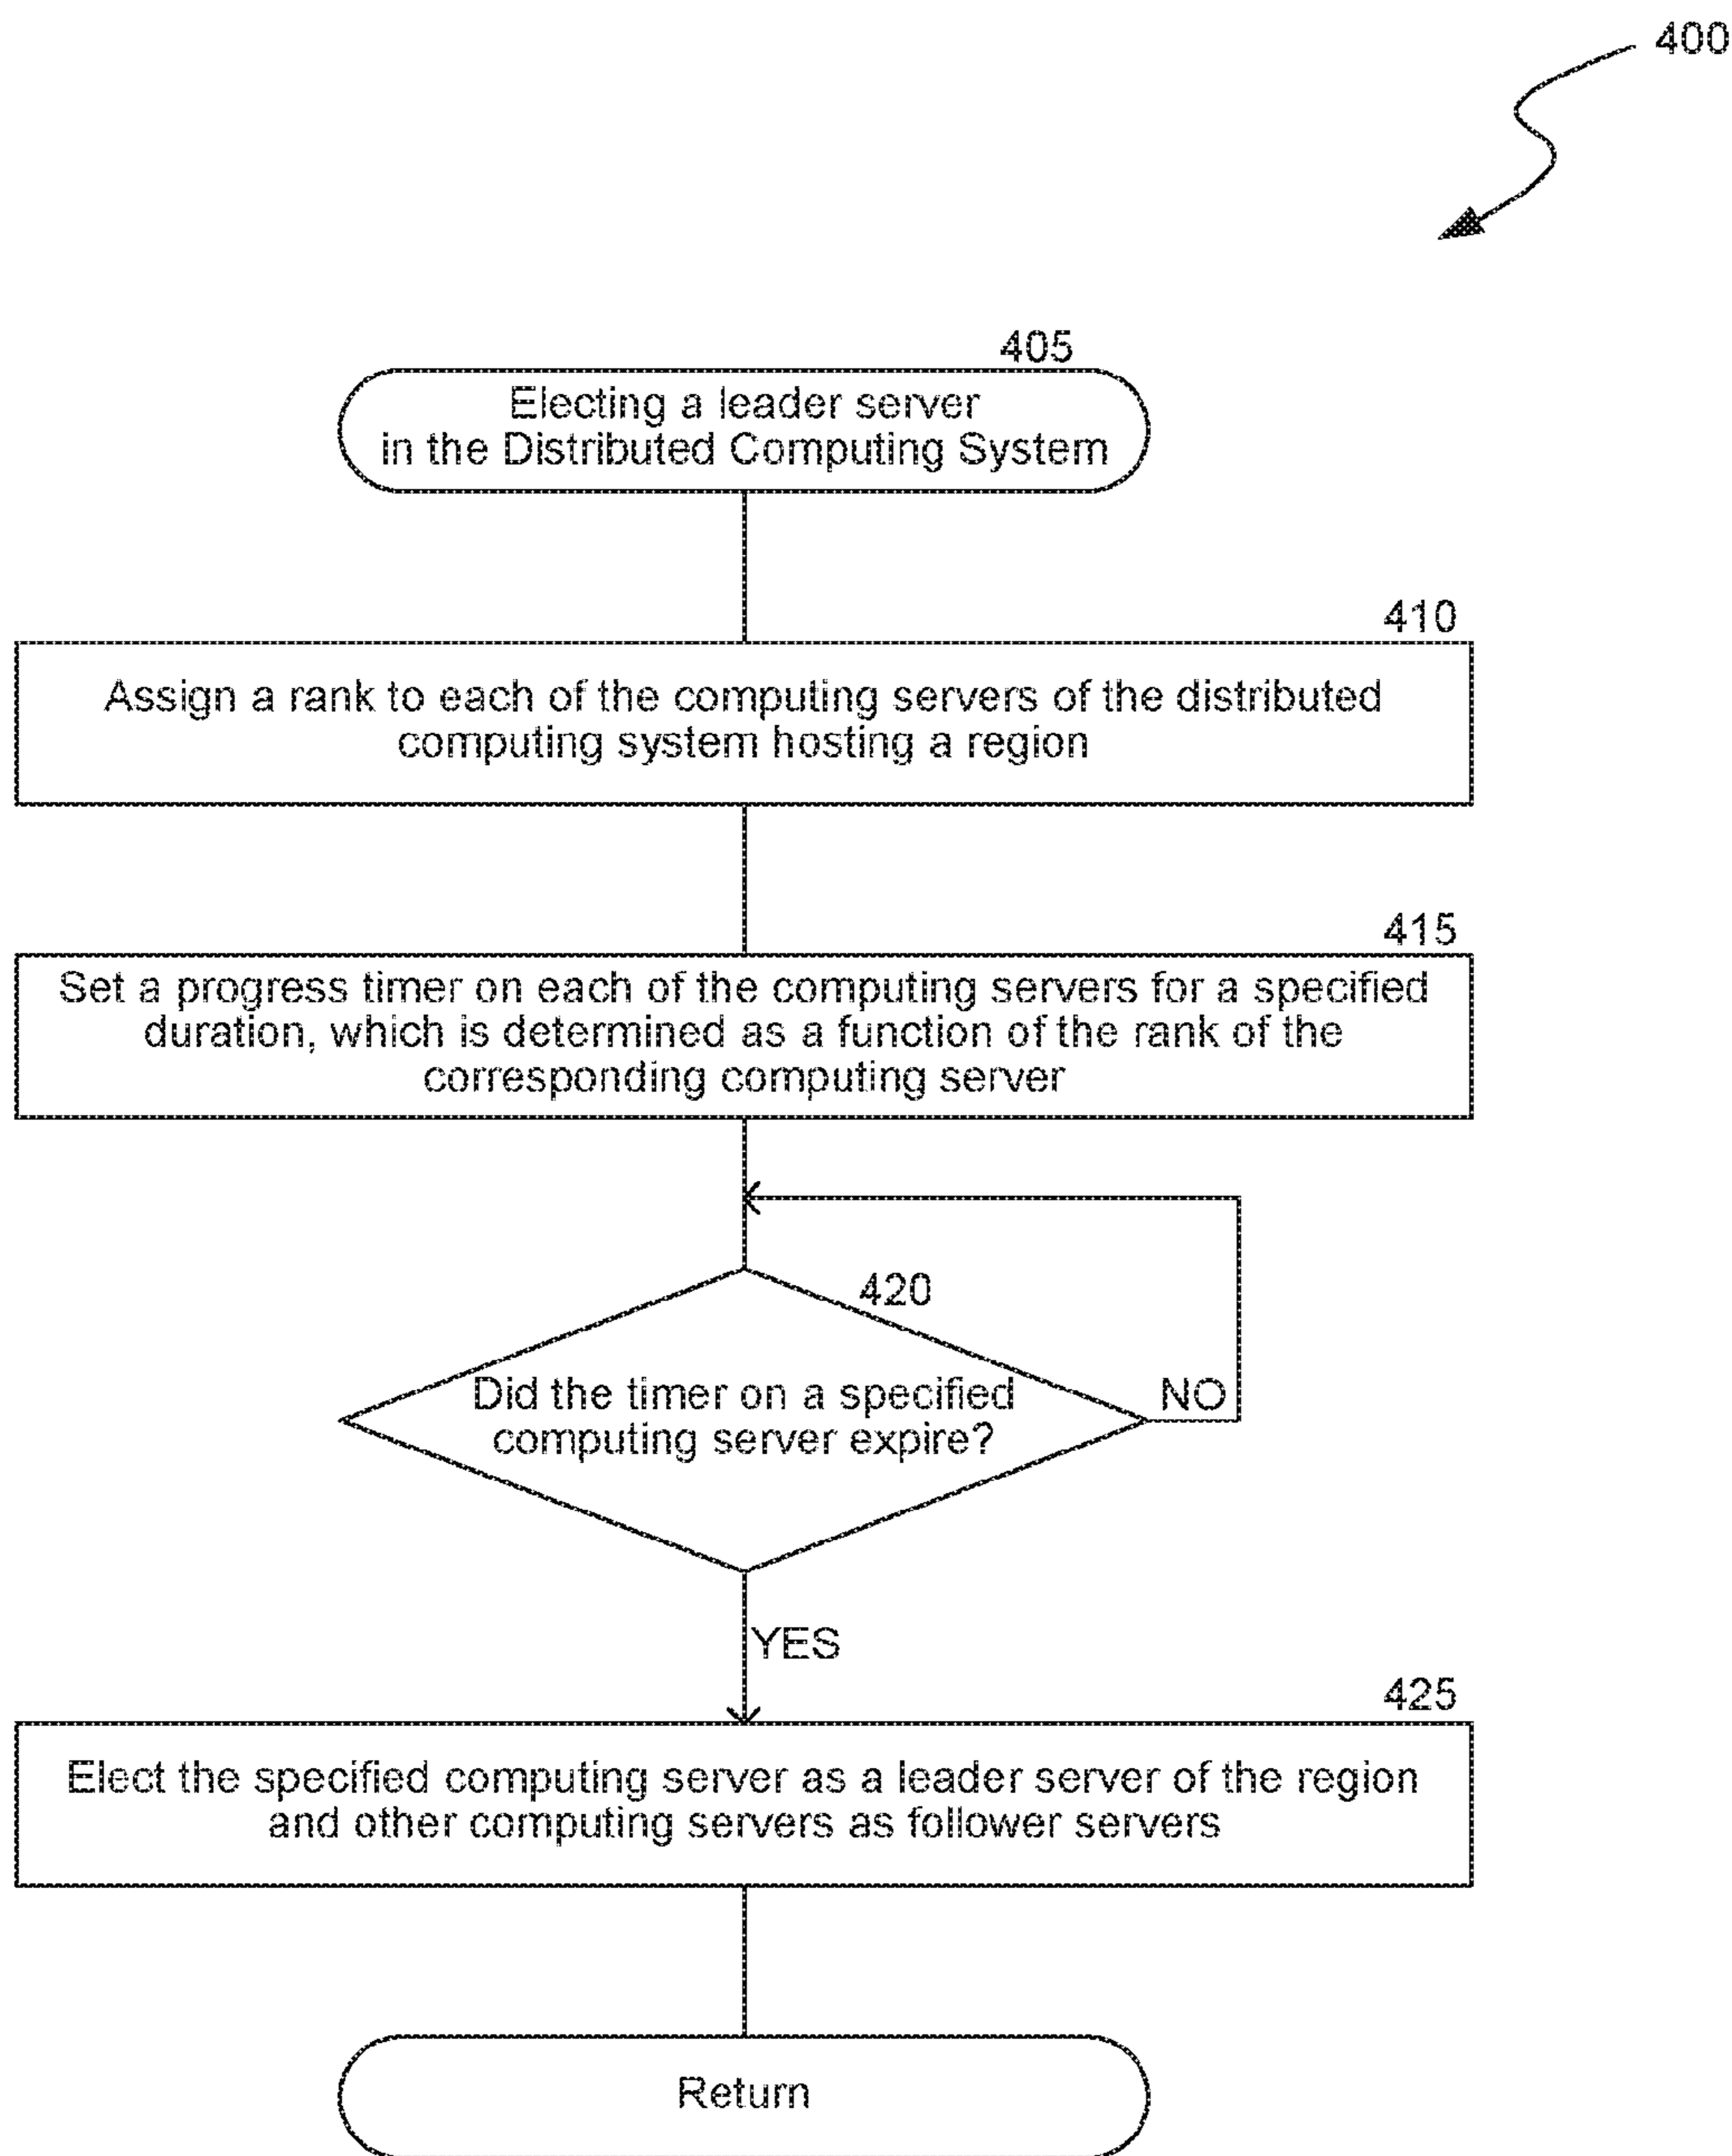 400
405
Electing a leader server
in the Distributed Computing System
410
Assign a rank to each of the computing servers of the distributed
computing system hosting a region
415
Set a progress timer on each of the computing servers for a specified
duration, which is determined as a function of the rank of the
corresponding computing server
420
Did the timer on a specified
computing server expire?
NO
YES
425
Elect the specified computing server as a leader server of the region
and other computing servers as follower servers
Return